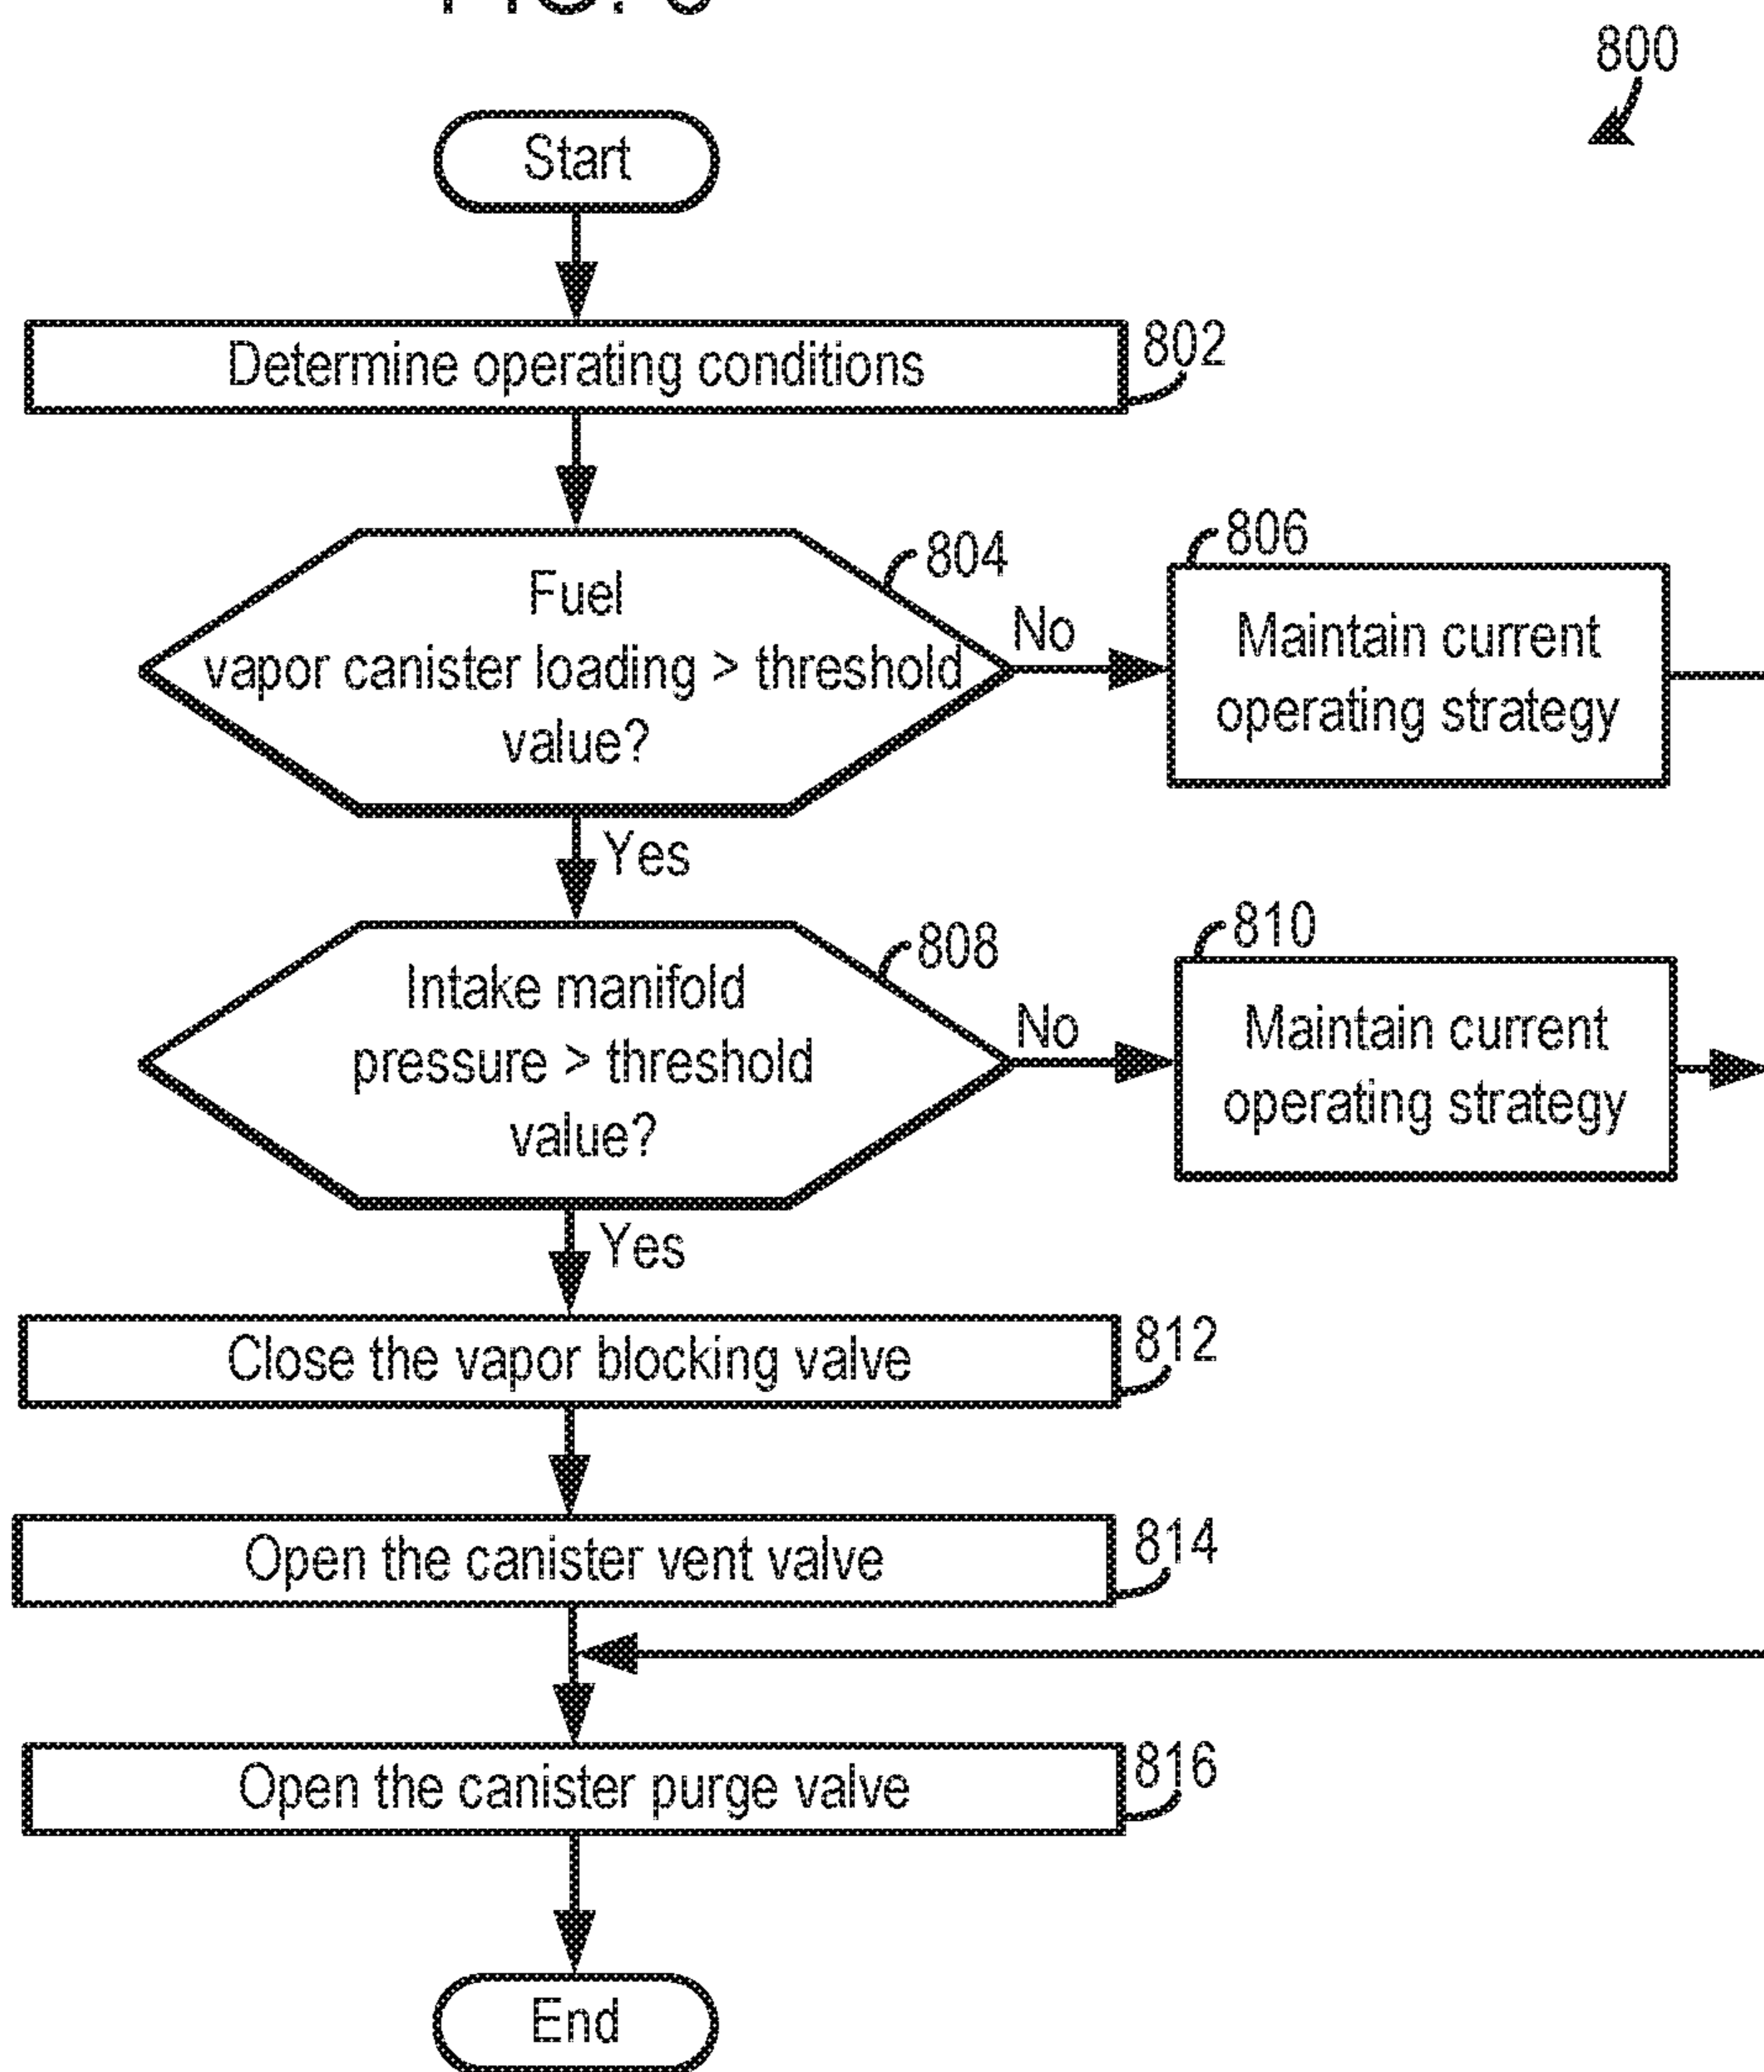 800
Start
Determine operating conditions
802
804
Fuel
vapor canister loading > threshold
value?
No
806
Maintain current
operating strategy
Yes
808
Intake manifold
pressure > threshold
value?
No
810
Maintain current
operating strategy
Yes
Close the vapor blocking valve
812
Open the canister vent valve
814
Open the canister purge valve
816
End